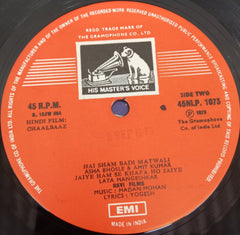 REGD TRADE MARK OF
THE GRAMOPHONE CO., LTD
HIS MASTER'S VOICE
45 R.P.M.
HINDI FILM:
CHAALBAAZ
SIDE TWO
45NLP. 1075
℗ 1979
The Gramophone
Co. of India Ltd
HAI SHAM BADI MATWALI
ASHA BHOSLE & AMIT KUMAR
JAIYE HAM SE KHAFA HO JAIYE
LATA MANGESHKAR
RAVI FILMS
MUSIC: MADAN MOHAN
LYRICS: YOGESH
EMI
MADE IN INDIA